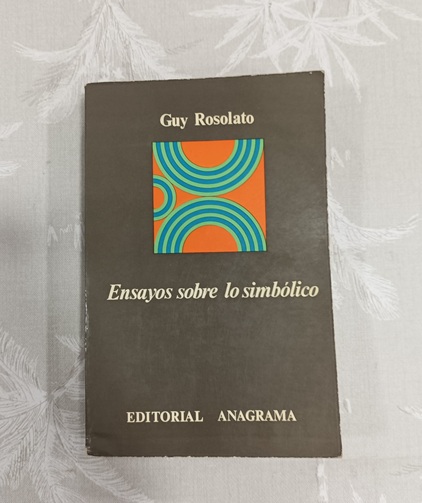 Guy Rosolato
Ensayos sobre lo simbólico
EDITORIAL ANAGRAMA